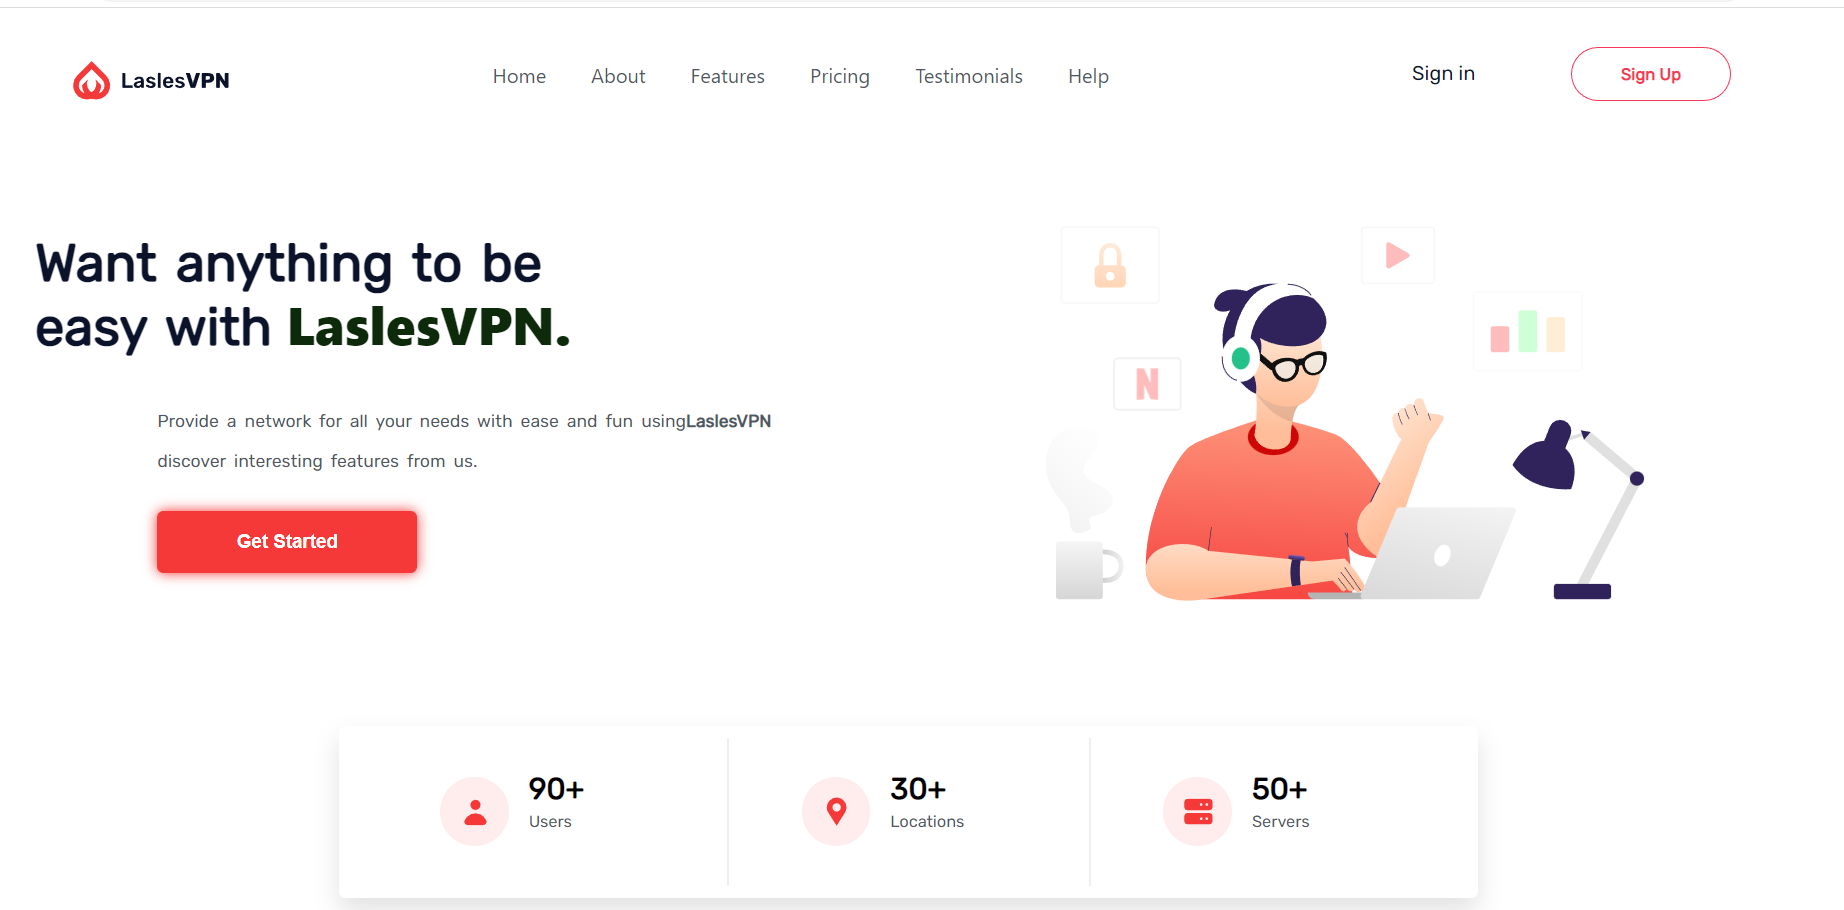 LaslesVPN
Home About Features Pricing Testimonials Help
Sign in
Sign Up
Want anything to be
easy with LaslesVPN.
Provide a network for all your needs with ease and fun usingLaslesVPN
discover interesting features from us.
Get Started
N
90+
Users
30+
Locations
50+
Servers